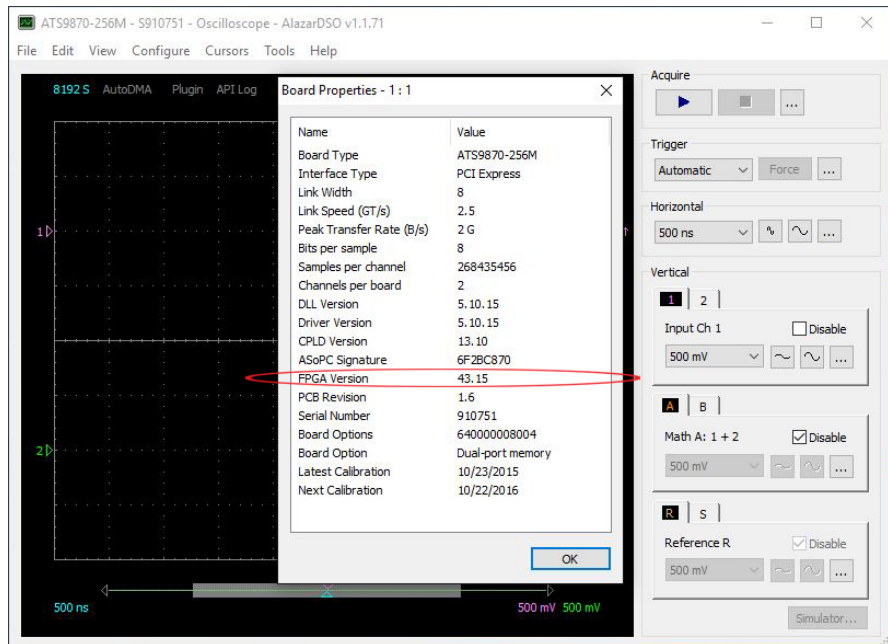 ATS9870-256M - S910751 - Oscilloscope - AlazarDSO v1.1.71
File Edit View Configure Cursors Tools Help
8192 S AutoDMA Plugin API Log
Board Properties - 1 : 1
Name Value
Board Type ATS9870-256M
Interface Type PCI Express
Link Width 8
Link Speed (GT/s) 2.5
Peak Transfer Rate (B/s) 2 G
Bits per sample 8
Samples per channel 268435456
Channels per board 2
DLL Version 5.10.15
Driver Version 5.10.15
CPLD Version 13.10
ASoPC Signature 6F2BC870
FPGA Version 43.15
PCB Revision 1.6
Serial Number 910751
Board Options 640000008004
Board Option Dual-port memory
Latest Calibration 10/23/2015
Next Calibration 10/22/2016
OK
1
2
500 ns 500 mV 500 mV
Acquire
...
Trigger
Automatic Force ...
Horizontal
500 ns ...
Vertical
1 2
Input Ch 1 Disable
500 mV ...
A B
Math A: 1 + 2 Disable
500 mV ...
R S
Reference R Disable
500 mV ...
Simulator...